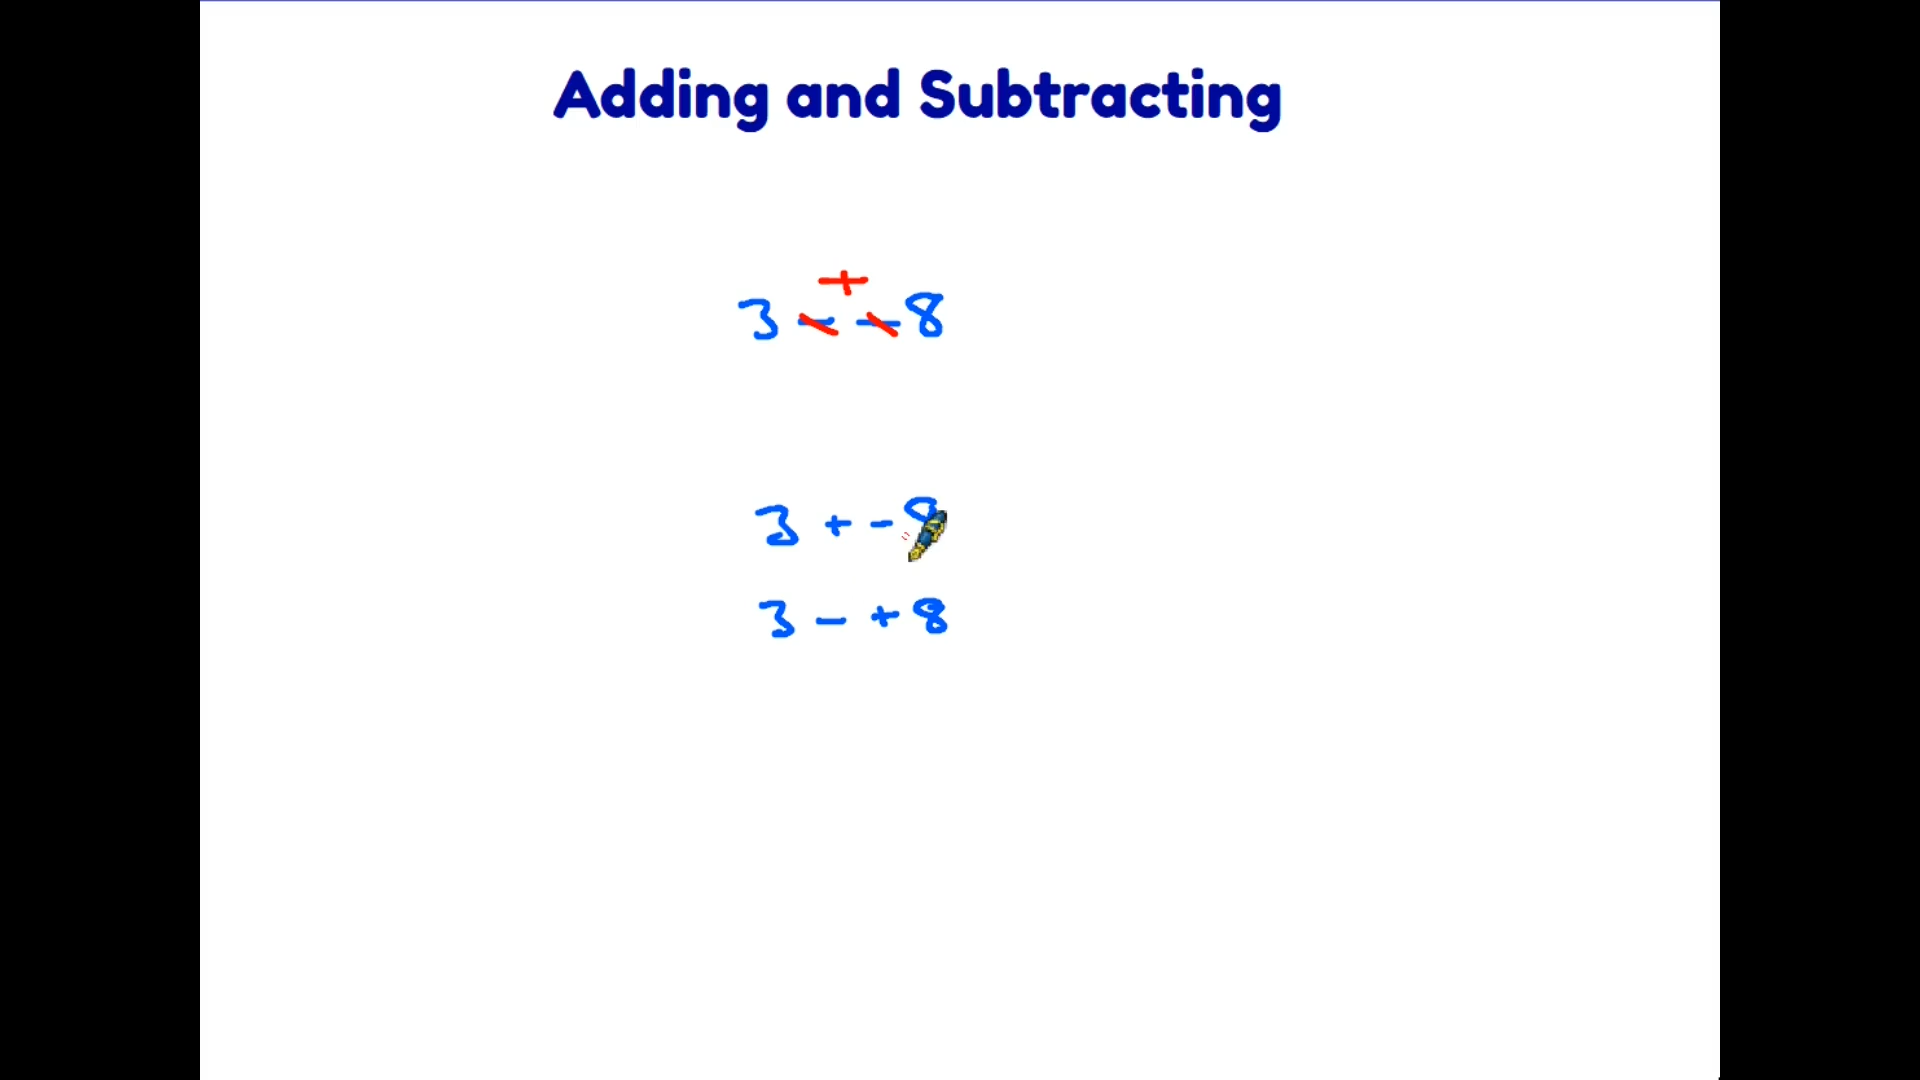 Adding and Subtracting
+
3 - - 8
3 + - 8
3 - + 8